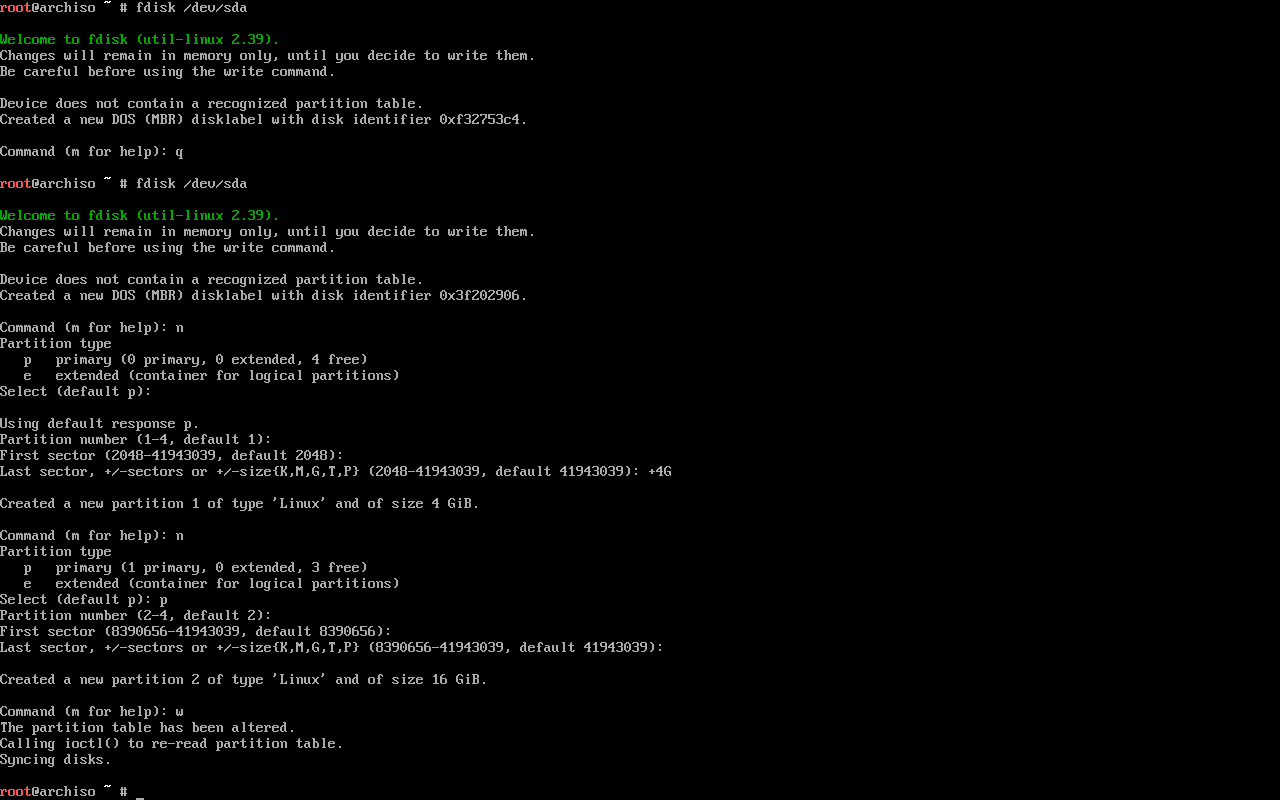 root@archiso ~ # fdisk /dev/sda
Welcome to fdisk (util-linux 2.39).
Changes will remain in memory only, until you decide to write them.
Be careful before using the write command.
Device does not contain a recognized partition table.
Created a new DOS (MBR) disklabel with disk identifier 0xf32753c4.
Command (m for help): q
root@archiso ~ # fdisk /dev/sda
Welcome to fdisk (util-linux 2.39).
Changes will remain in memory only, until you decide to write them.
Be careful before using the write command.
Device does not contain a recognized partition table.
Created a new DOS (MBR) disklabel with disk identifier 0x3f202906.
Command (m for help): n
Partition type
   p   primary (0 primary, 0 extended, 4 free)
   e   extended (container for logical partitions)
Select (default p):
Using default response p.
Partition number (1-4, default 1):
First sector (2048-41943039, default 2048):
Last sector, +/-sectors or +/-size{K,M,G,T,P} (2048-41943039, default 41943039): +4G
Created a new partition 1 of type 'Linux' and of size 4 GiB.
Command (m for help): n
Partition type
   p   primary (1 primary, 0 extended, 3 free)
   e   extended (container for logical partitions)
Select (default p): p
Partition number (2-4, default 2):
First sector (8390656-41943039, default 8390656):
Last sector, +/-sectors or +/-size{K,M,G,T,P} (8390656-41943039, default 41943039):
Created a new partition 2 of type 'Linux' and of size 16 GiB.
Command (m for help): w
The partition table has been altered.
Calling ioctl() to re-read partition table.
Syncing disks.
root@archiso ~ # _